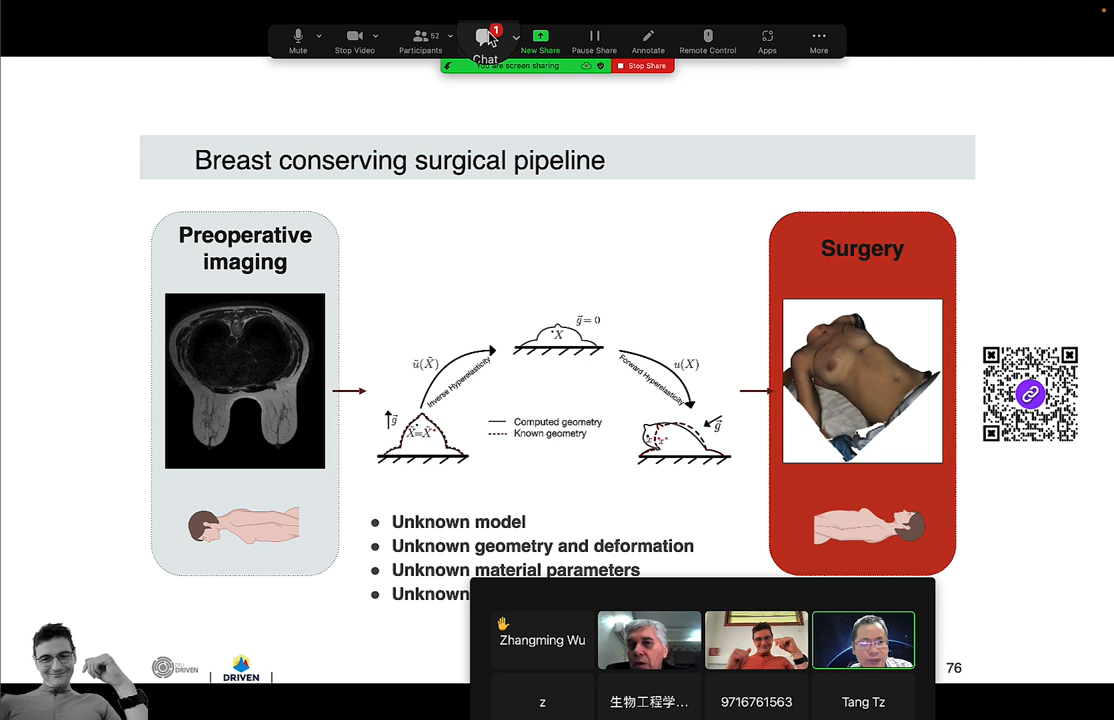 Mute
Stop Video
Participants
52
Chat
1
New Share
Pause Share
Annotate
Remote Control
Apps
More
You are screen sharing
Stop Share
Breast conserving surgical pipeline
Preoperative
imaging
Surgery
g⃗ = 0
X
ũ(X̃)
Inverse Hyperelasticity
Forward Hyperelasticity
u(X)
g⃗
Computed geometry
Known geometry
g⃗
● Unknown model
● Unknown geometry and deformation
● Unknown material parameters
● Unknown
Zhangming Wu
z
生物工程学...
9716761563
Tang Tz
DRIVEN
DRIVEN
76